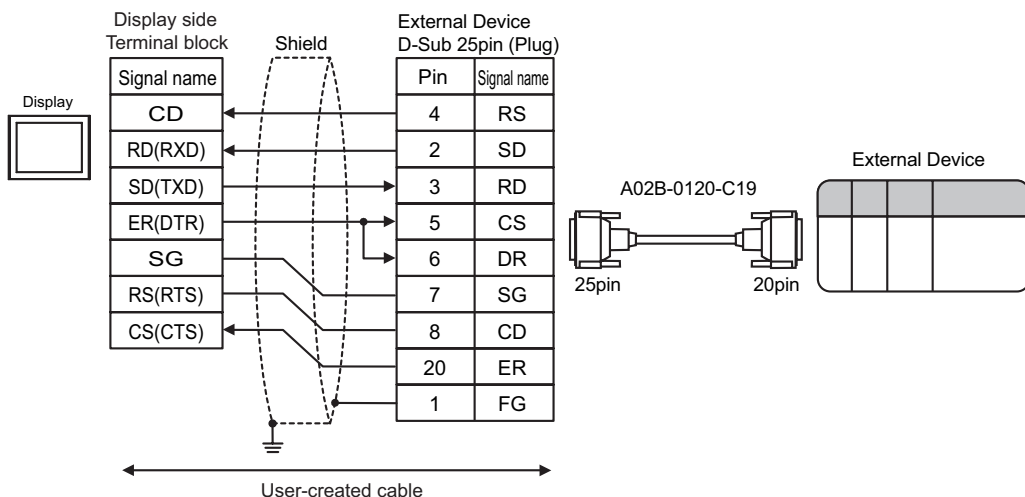 Display side
Terminal block
Shield
External Device
D-Sub 25pin (Plug)
Signal name
Pin
Signal name
Display
CD
4
RS
RD(RXD)
2
SD
SD(TXD)
3
RD
ER(DTR)
5
CS
6
DR
SG
7
SG
RS(RTS)
8
CD
CS(CTS)
20
ER
1
FG
A02B-0120-C19
25pin
20pin
External Device
User-created cable